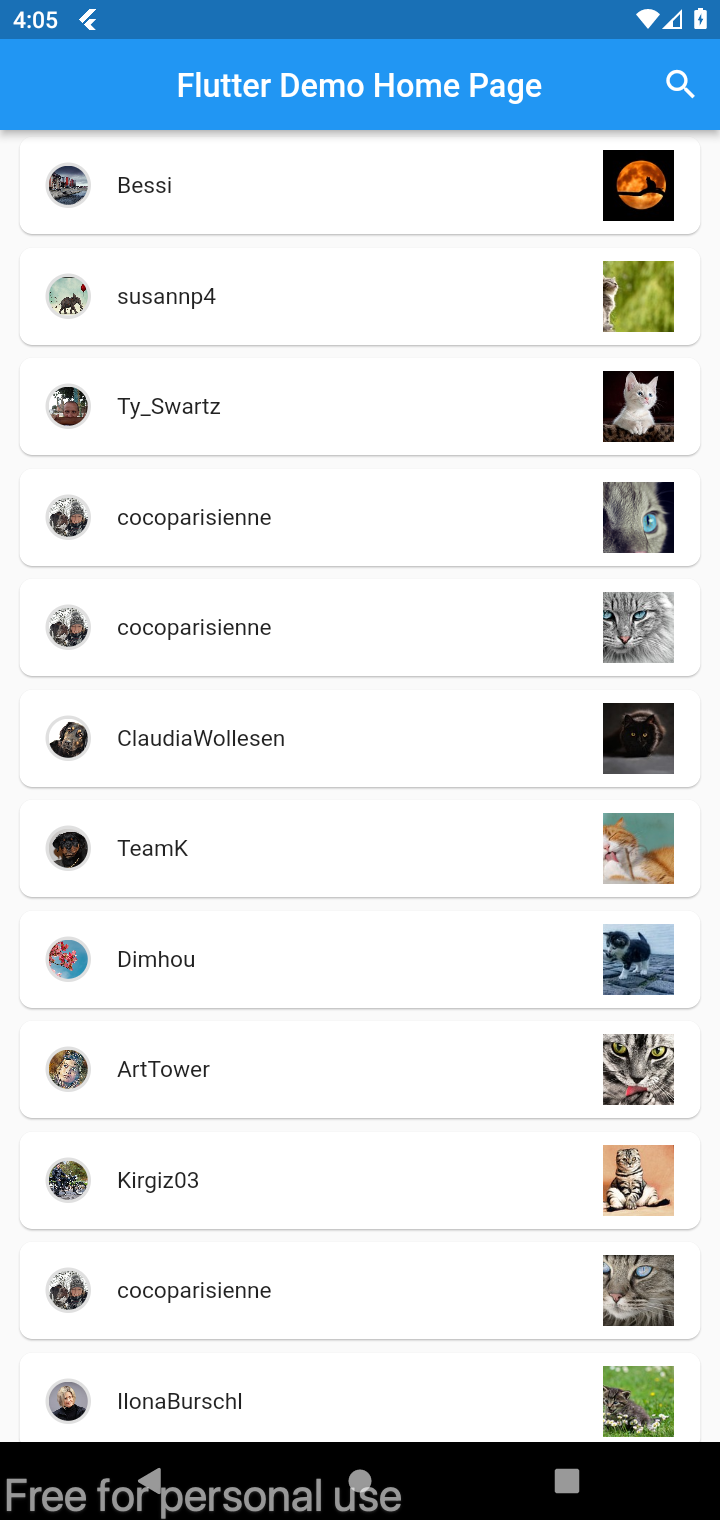 4:05
Flutter Demo Home Page
Bessi
susannp4
Ty_Swartz
cocoparisienne
cocoparisienne
ClaudiaWollesen
TeamK
Dimhou
ArtTower
Kirgiz03
cocoparisienne
IlonaBurschl
Free for personal use